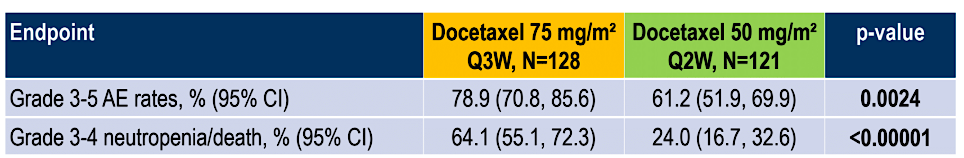 Endpoint Docetaxel 75 mg/m² Docetaxel 50 mg/m² p-value
Q3W, N=128 Q2W, N=121
Grade 3-5 AE rates, % (95% CI) 78.9 (70.8, 85.6) 61.2 (51.9, 69.9) 0.0024
Grade 3-4 neutropenia/death, % (95% CI) 64.1 (55.1, 72.3) 24.0 (16.7, 32.6) <0.00001